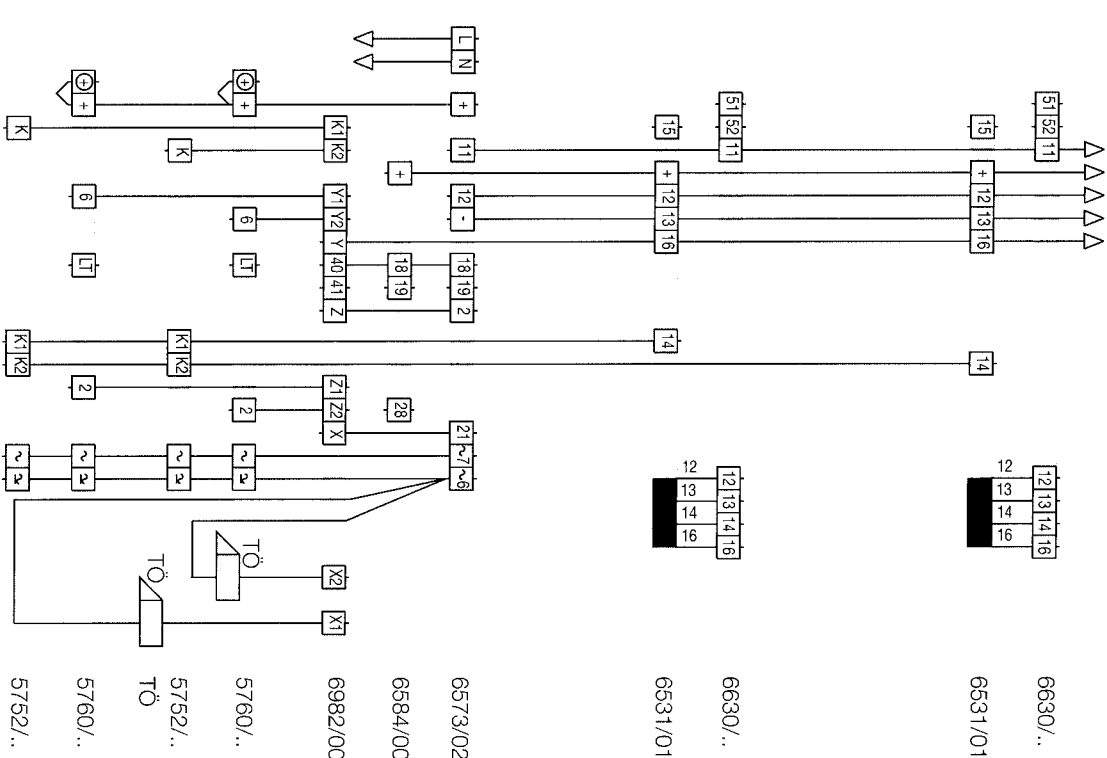 51 52 11 12 13 14 16 6630/..
12
13
14
16
15 + 12 13 16 14 6531/01
51 52 11 12 13 14 16 6630/..
12
13
14
16
15 + 12 13 16 14 6531/01
L N + 11 12 - 18 19 2 21 ~7 ~6 6573/02
+ 18 19 28 6584/00
K1 K2 Y1 Y2 Y 40 41 Z Z1 Z2 X X2 X1 6982/00
+ + 6 LT 2 ~ ~ TÖ 5760/..
K K1 K2 ~ ~ TÖ 5752/..
TÖ
+ + 6 LT 2 ~ ~ 5760/..
K K1 K2 ~ ~ 5752/..